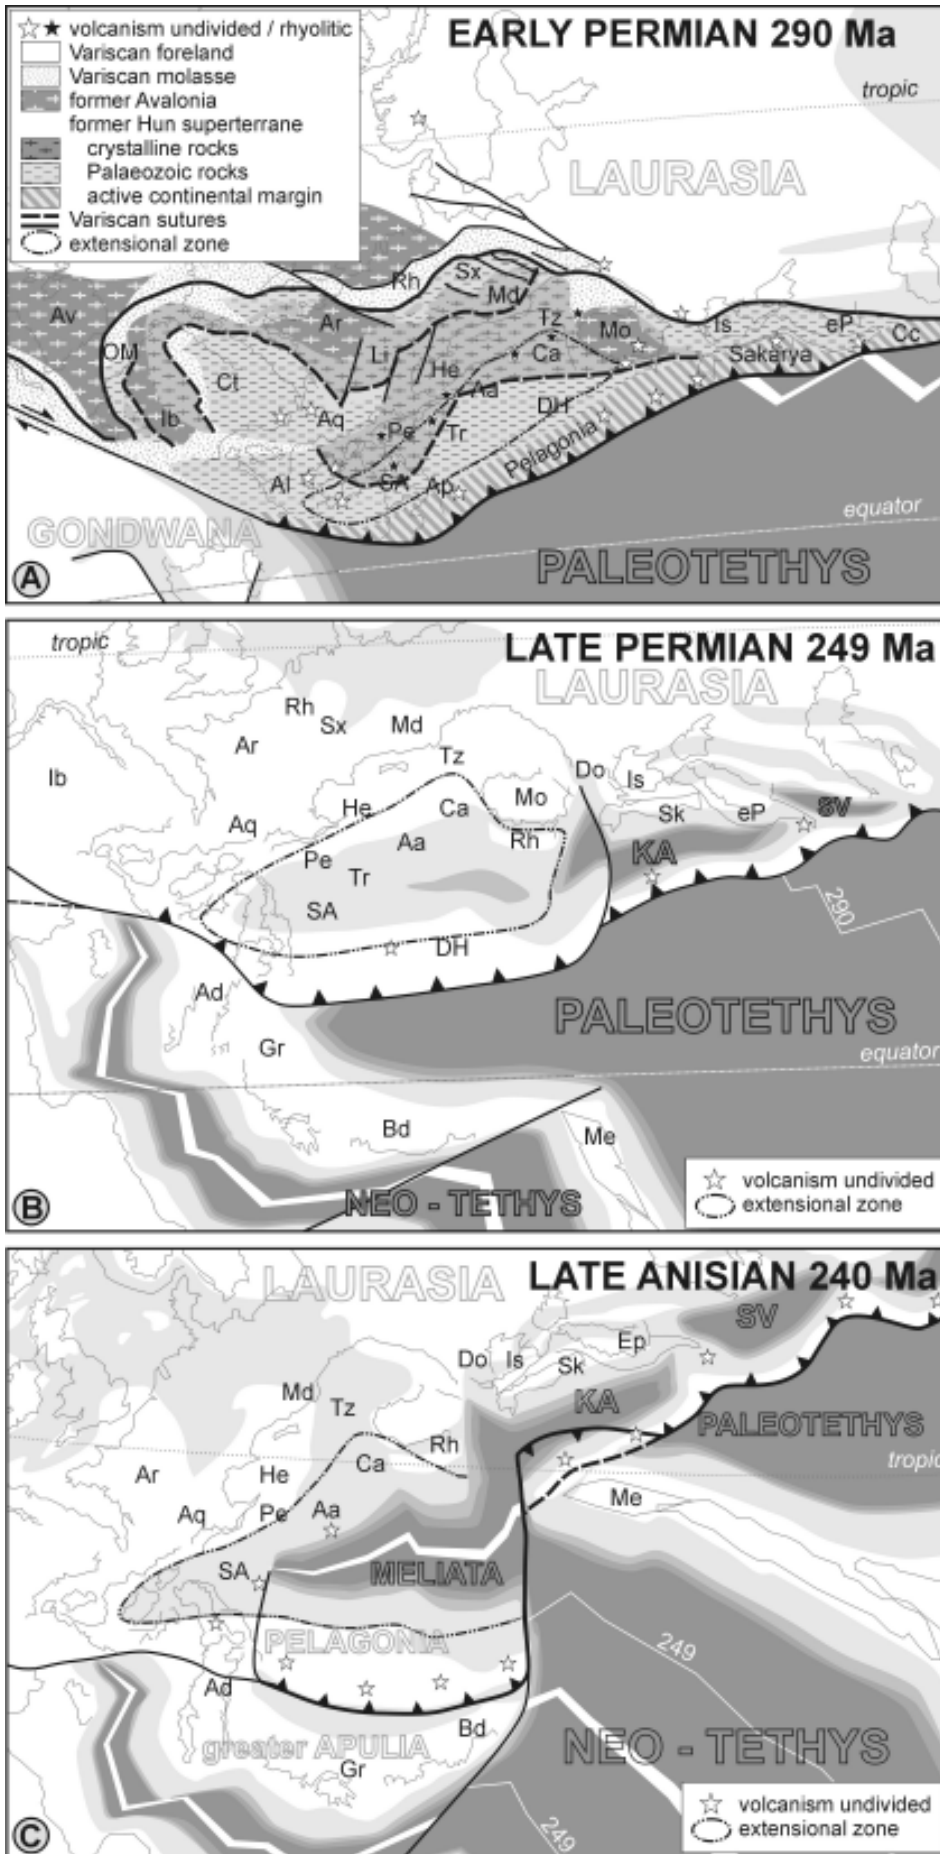 EARLY PERMIAN 290 Ma
volcanism undivided / rhyolitic
Variscan foreland
Variscan molasse
former Avalonia
former Hun superterrane
crystalline rocks
Palaeozoic rocks
active continental margin
Variscan sutures
extensional zone
tropic
LAURASIA
Rh
Sx
Md
Av
OM
Ar
Tz
Mo
Is
eP
Cc
Li
He
Ca
Sakarya
Ct
Ib
Aq
Aa
DH
Pe
Tr
Pelagonia
Al
SA
Ap
GONDWANA
equator
PALEOTETHYS
A
LATE PERMIAN 249 Ma
tropic
LAURASIA
Rh
Sx
Md
Ar
Tz
Ib
Do
Is
Mo
He
Ca
Sk
eP
SV
Aq
Aa
Rh
KA
Pe
Tr
SA
290
DH
Ad
PALEOTETHYS
Gr
equator
Bd
Me
NEO - TETHYS
volcanism undivided
extensional zone
B
LAURASIA
LATE ANISIAN 240 Ma
SV
Ep
Do
Is
Sk
Md
Tz
KA
PALEOTETHYS
Rh
tropic
Ar
He
Ca
Me
Aq
Pe
Aa
SA
MELIATA
PELAGONIA
249
Ad
Bd
greater APULIA
NEO - TETHYS
Gr
volcanism undivided
extensional zone
249
C